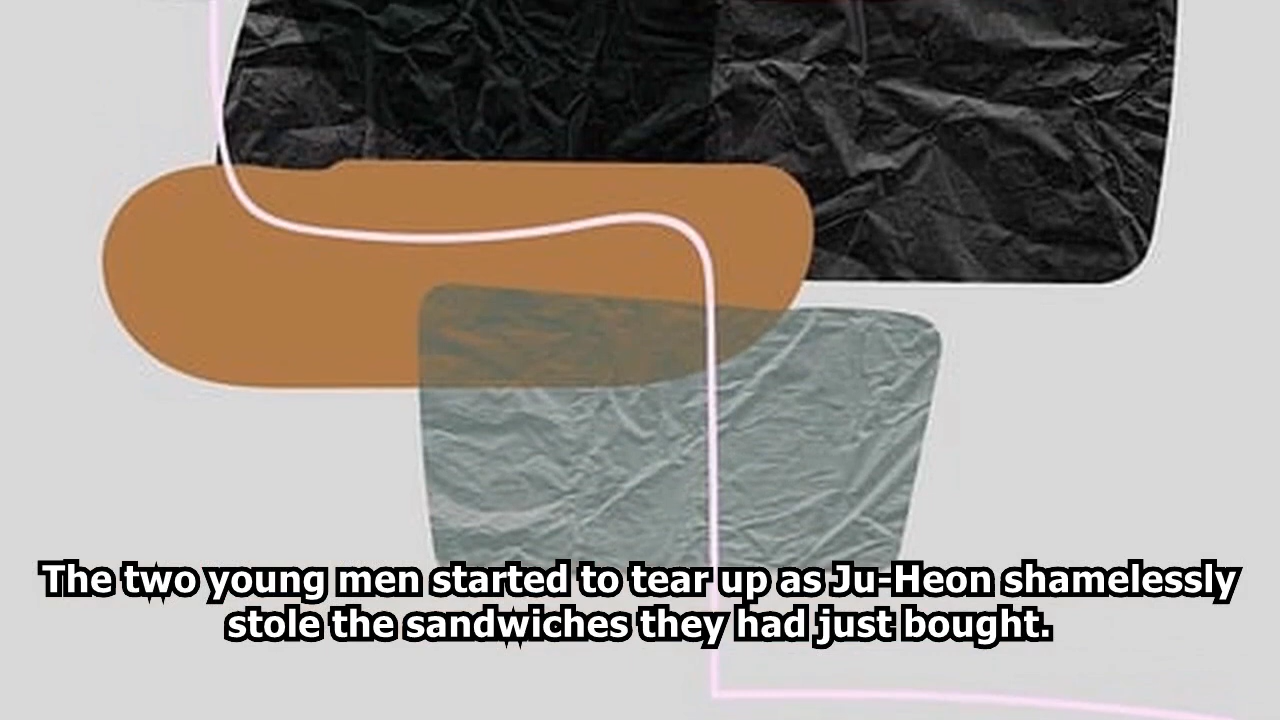 The two young men started to tear up as Ju-Heon shamelessly
stole the sandwiches they had just bought.